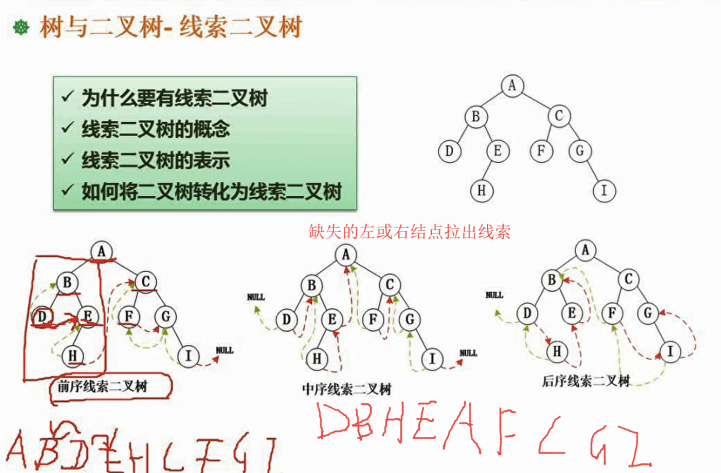 树与二叉树- 线索二叉树
✓ 为什么要有线索二叉树
✓ 线索二叉树的概念
✓ 线索二叉树的表示
✓ 如何将二叉树转化为线索二叉树
A
B C
D E F G
H I
缺失的左或右结点拉出线索
A
B C
D E F G
H I NULL
前序线索二叉树
A
B C
NULL D E F G
H I NULL
中序线索二叉树
A
B C
NULL D E F G
H I
后序线索二叉树
A B D E H C F G I
D B H E A F C G I